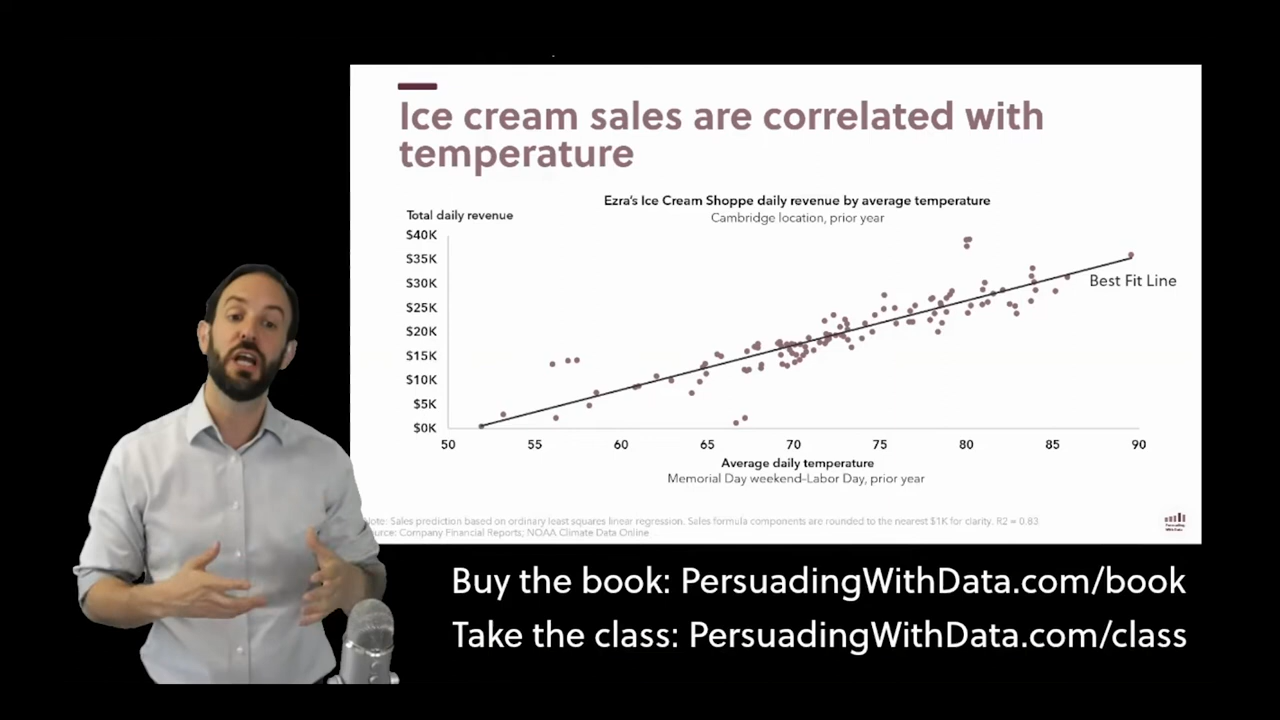 Ice cream sales are correlated with
temperature
Ezra's Ice Cream Shoppe daily revenue by average temperature
Cambridge location, prior year
Total daily revenue
$40K
$35K
$30K
$25K
$20K
$15K
$10K
$5K
$0K
Best Fit Line
50 55 60 65 70 75 80 85 90
Average daily temperature
Memorial Day weekend-Labor Day, prior year
Note: Sales prediction based on ordinary least squares linear regression. Sales formula components are rounded to the nearest $1K for clarity. R2 = 0.83
Source: Company Financial Reports; NOAA Climate Data Online
Persuading
With Data
Buy the book: PersuadingWithData.com/book
Take the class: PersuadingWithData.com/class